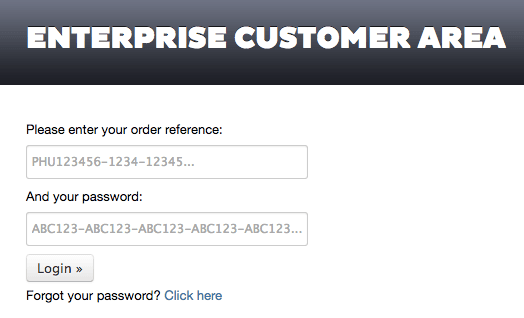 ENTERPRISE CUSTOMER AREA
Please enter your order reference:
PHU123456-1234-12345...
And your password:
ABC123-ABC123-ABC123-ABC123-ABC123...
Login »
Forgot your password? Click here